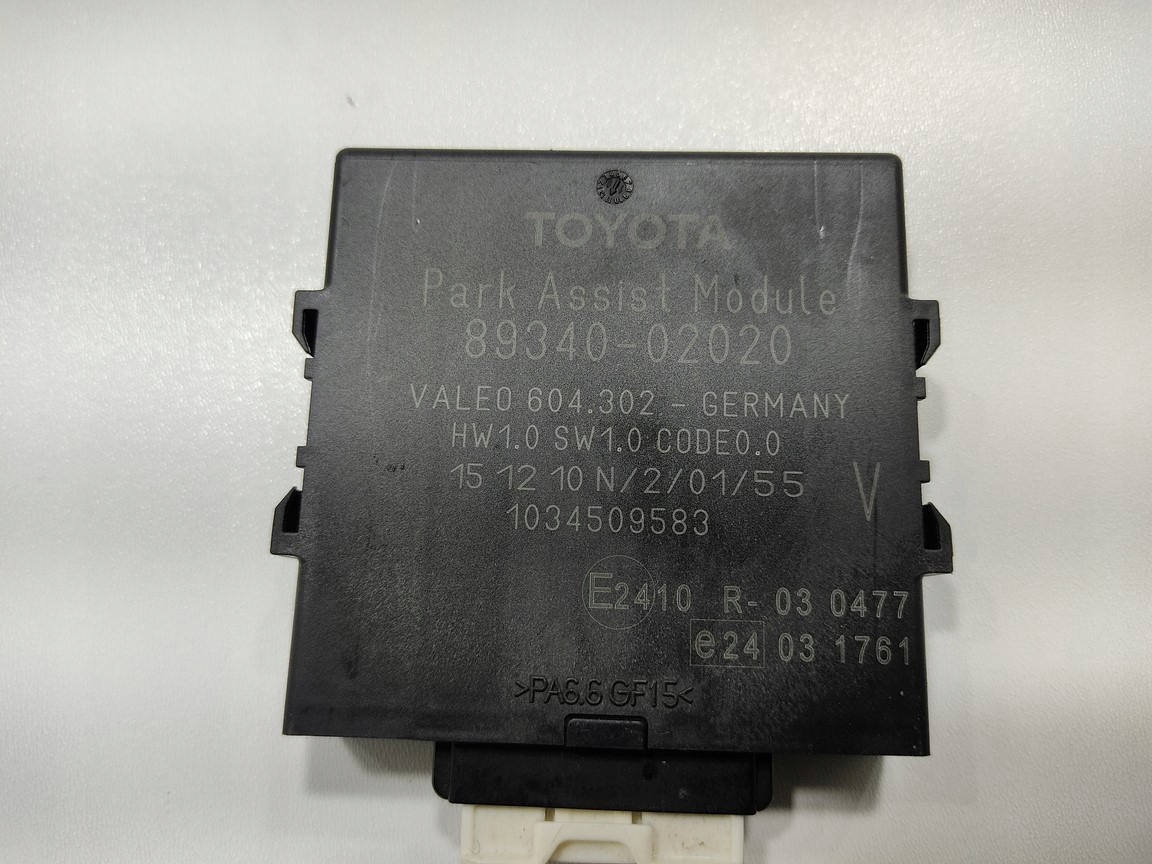 TOYOTA
Park Assist Module
89340-02020
VALEO 604.302 - GERMANY
HW1.0 SW1.0 CODE0.0
15 12 10 N/2/01/55
V
1034509583
E2410 R- 03 0477
e24 03 1761
>PA6.6 GF15<